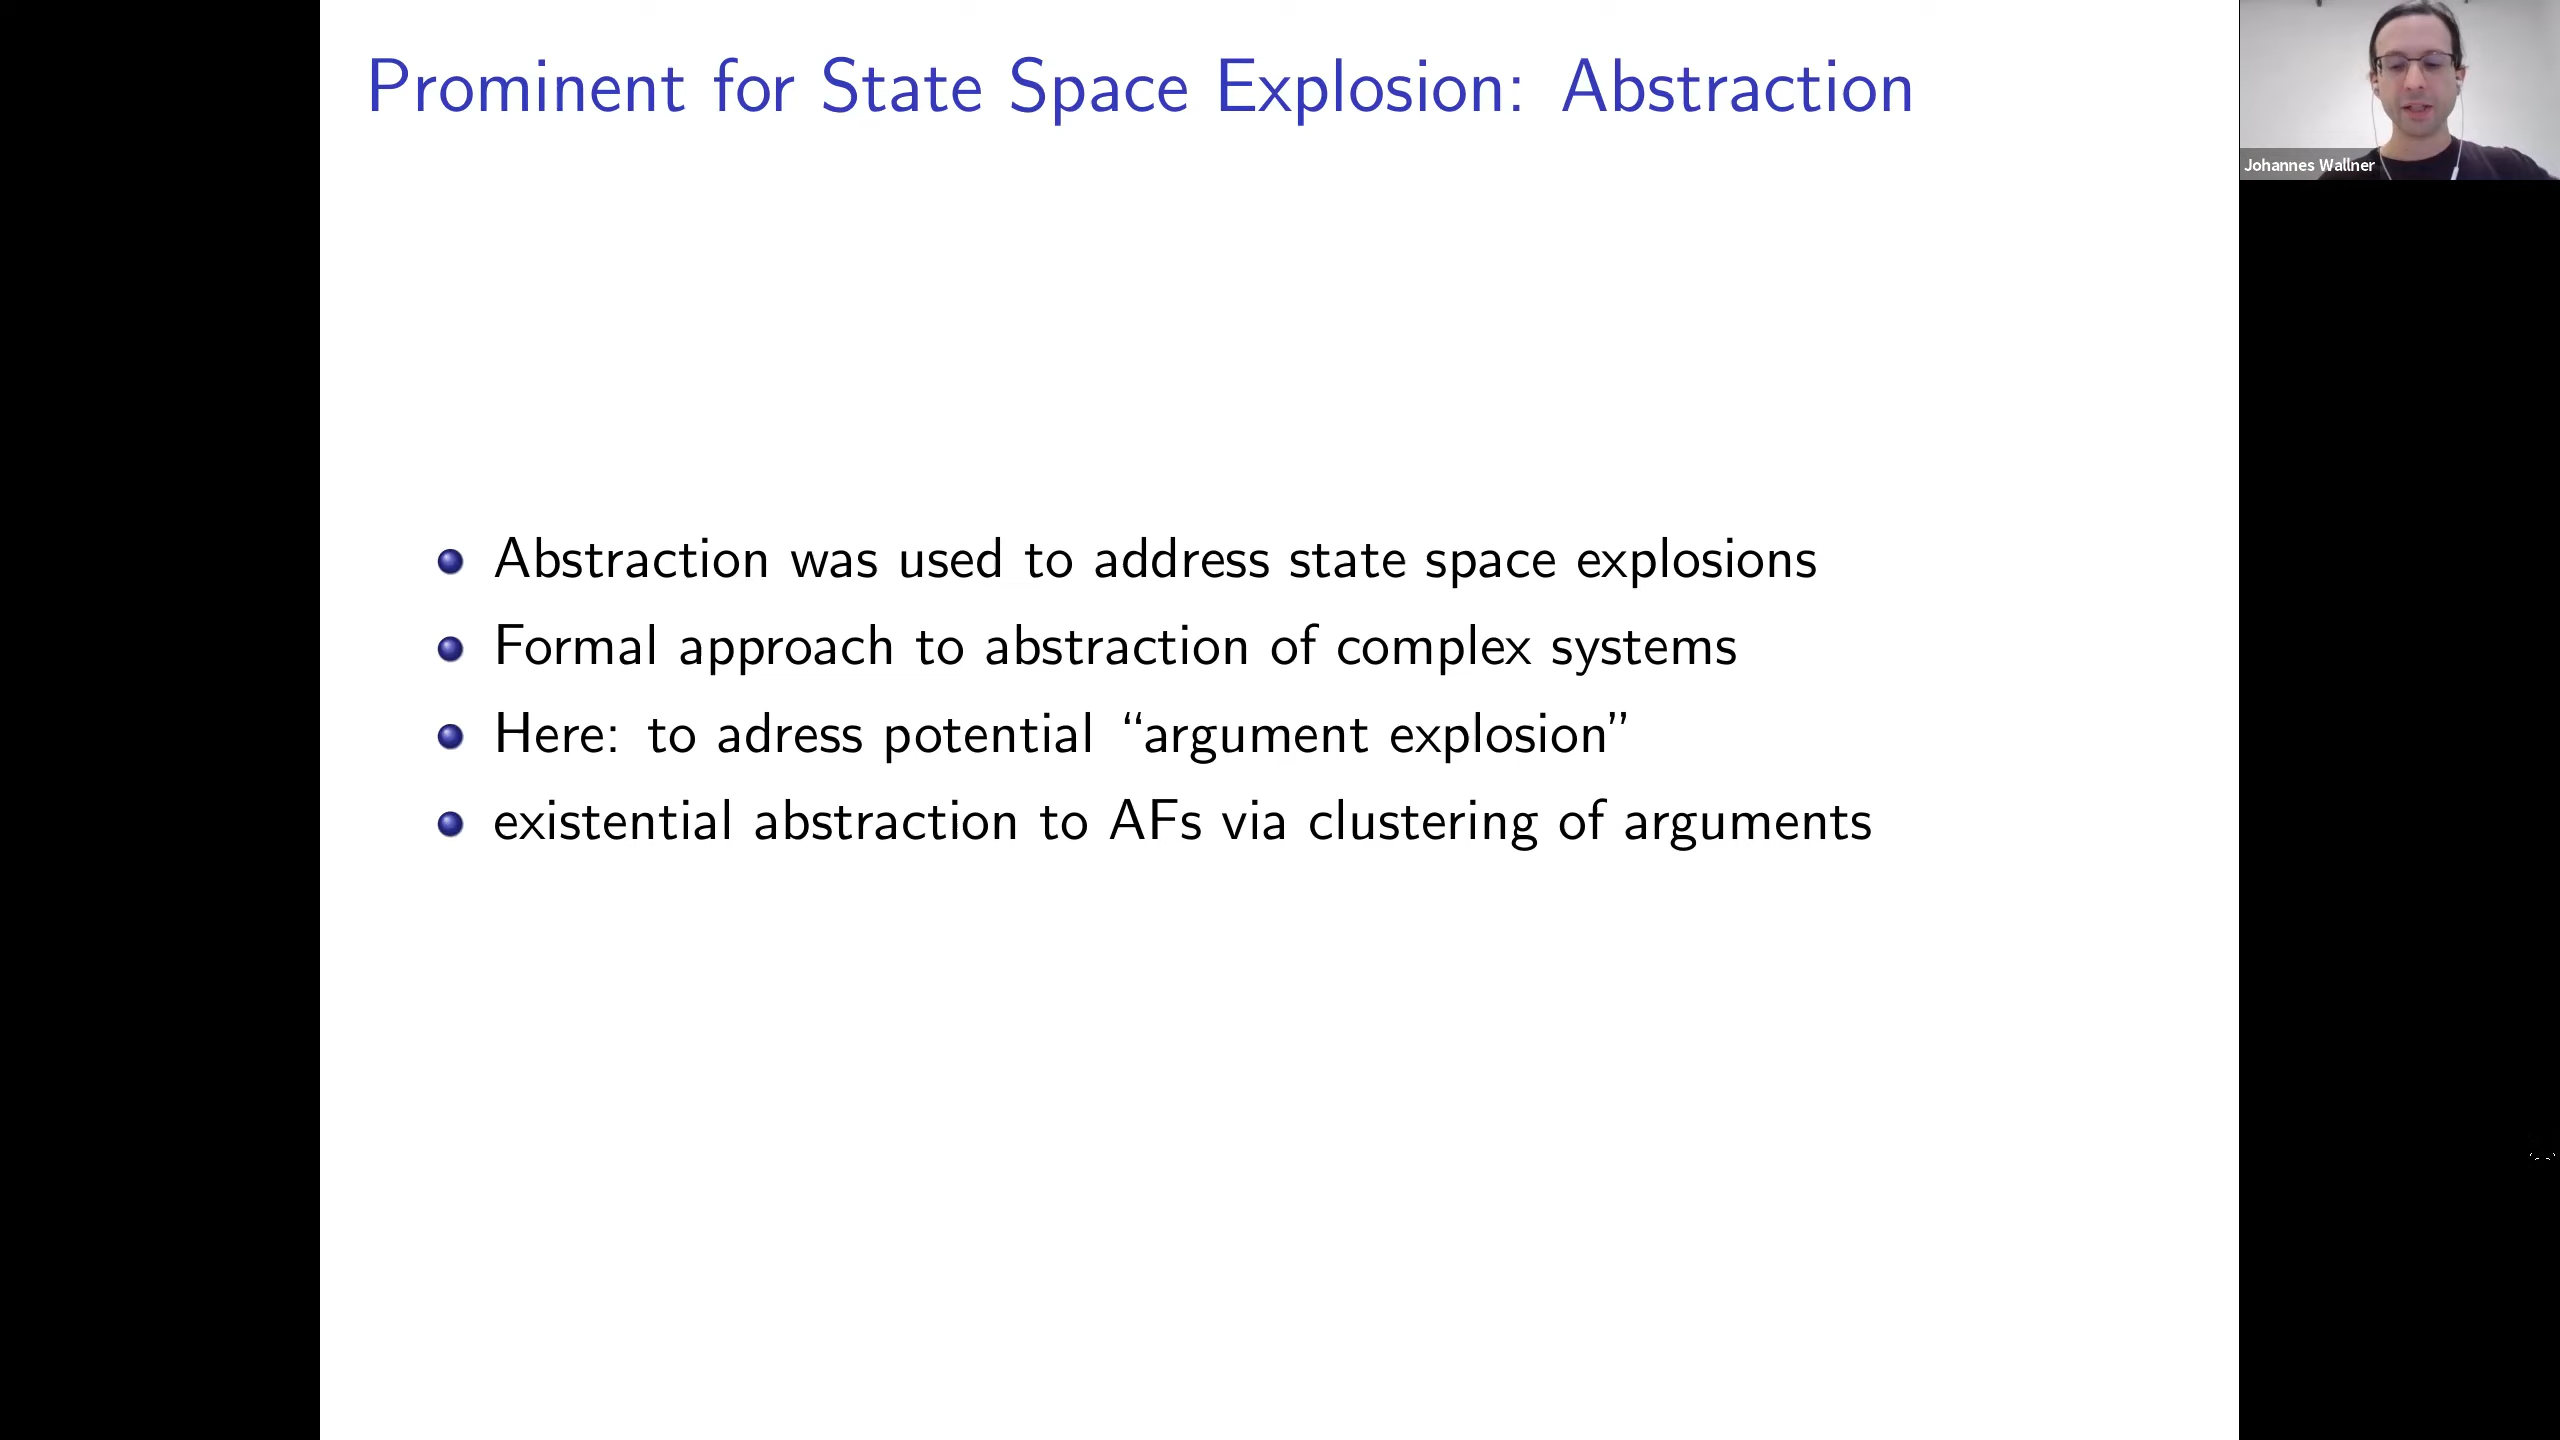 Prominent for State Space Explosion: Abstraction
Johannes Wallner
Abstraction was used to address state space explosions
Formal approach to abstraction of complex systems
Here: to adress potential “argument explosion”
existential abstraction to AFs via clustering of arguments